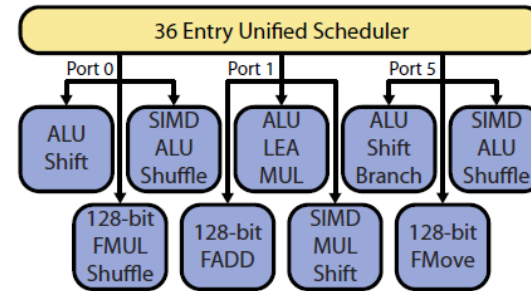 36 Entry Unified Scheduler
Port 0
Port 1
Port 5
ALU
Shift
SIMD
ALU
Shuffle
ALU
LEA
MUL
ALU
Shift
Branch
SIMD
ALU
Shuffle
128-bit
FMUL
Shuffle
128-bit
FADD
SIMD
MUL
Shift
128-bit
FMove